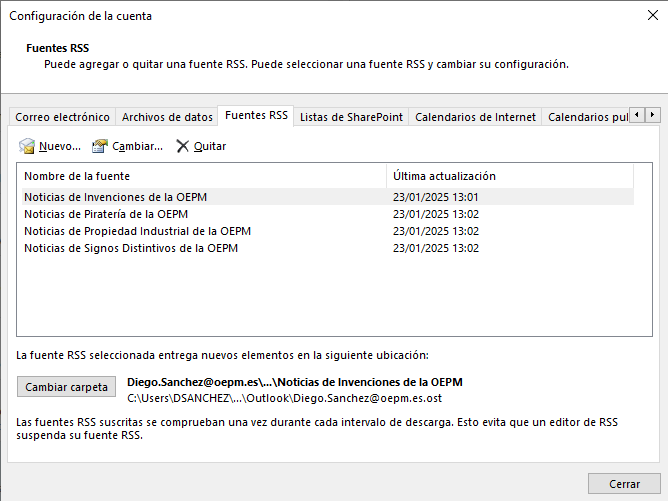 Configuración de la cuenta
Fuentes RSS
Puede agregar o quitar una fuente RSS. Puede seleccionar una fuente RSS y cambiar su configuración.
Correo electrónico Archivos de datos Fuentes RSS Listas de SharePoint Calendarios de Internet Calendarios pul
Nuevo... Cambiar... Quitar
Nombre de la fuente Última actualización
Noticias de Invenciones de la OEPM 23/01/2025 13:01
Noticias de Piratería de la OEPM 23/01/2025 13:02
Noticias de Propiedad Industrial de la OEPM 23/01/2025 13:02
Noticias de Signos Distintivos de la OEPM 23/01/2025 13:02
La fuente RSS seleccionada entrega nuevos elementos en la siguiente ubicación:
Cambiar carpeta Diego.Sanchez@oepm.es\...\Noticias de Invenciones de la OEPM
C:\Users\DSANCHEZ\...\Outlook\Diego.Sanchez@oepm.es.ost
Las fuentes RSS suscritas se comprueban una vez durante cada intervalo de descarga. Esto evita que un editor de RSS
suspenda su fuente RSS.
Cerrar